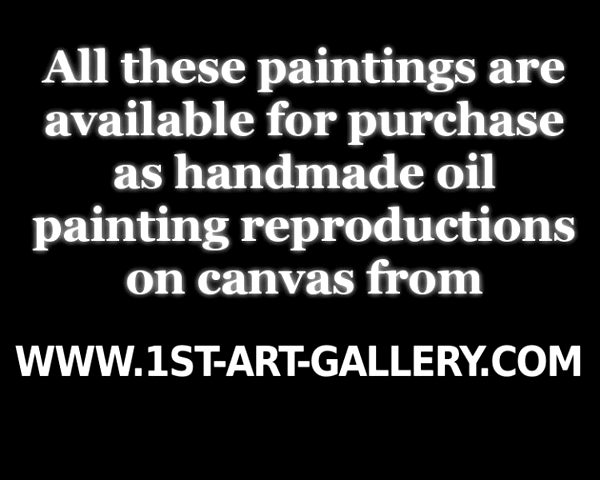 All these paintings are
available for purchase
as handmade oil
painting reproductions
on canvas from
WWW.1ST-ART-GALLERY.COM